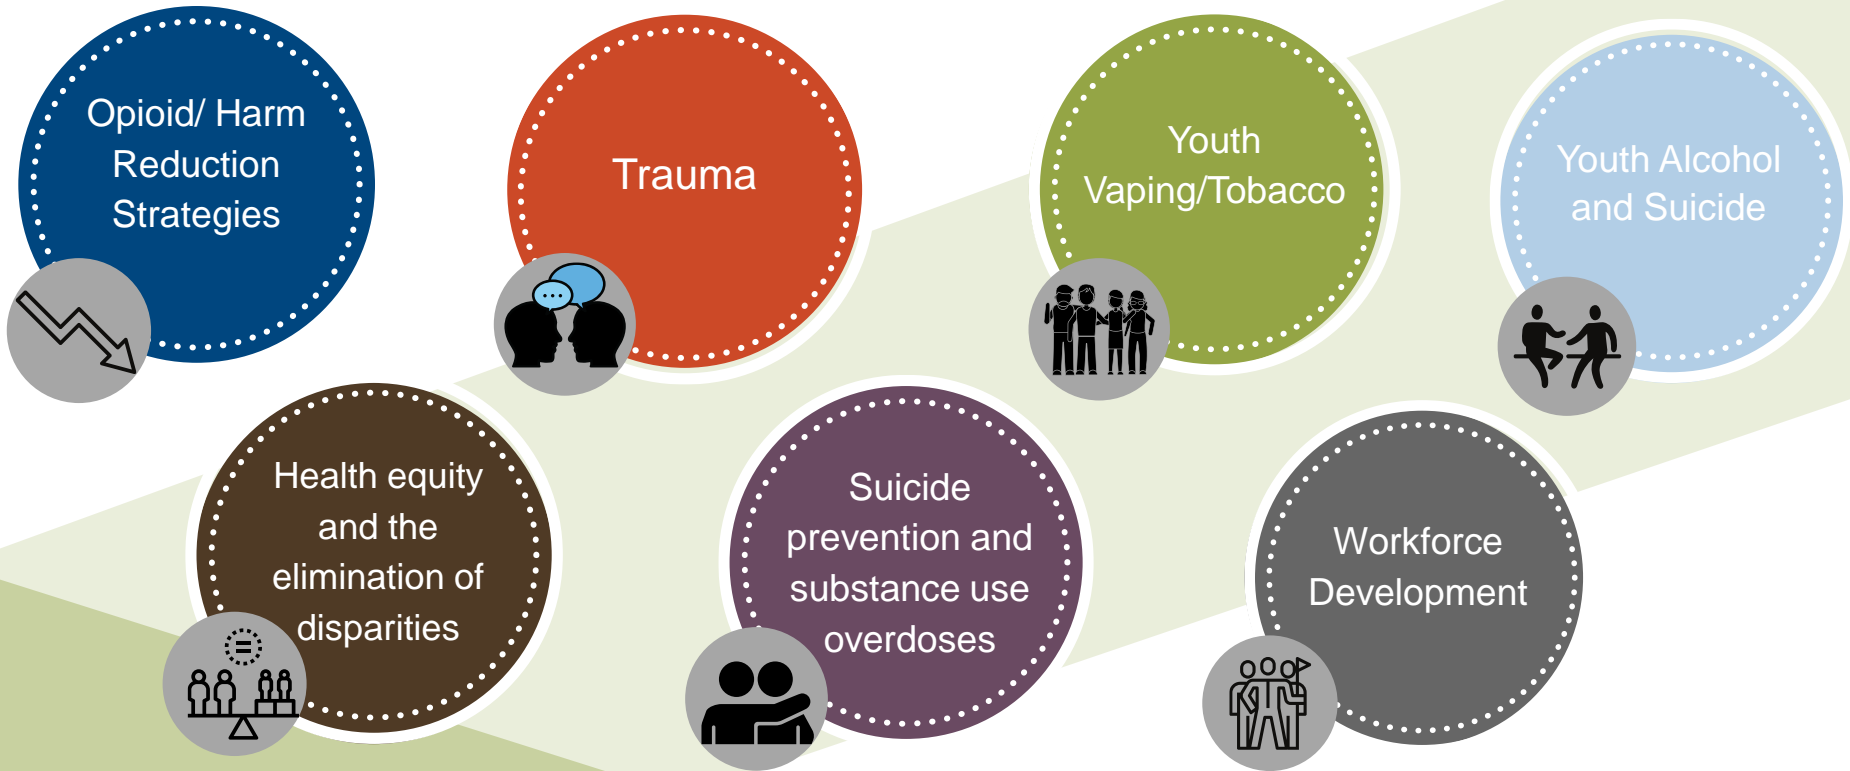 Opioid/ Harm
Reduction
Strategies
Trauma
Youth
Vaping/Tobacco
Youth Alcohol
and Suicide
Health equity
and the
elimination of
disparities
Suicide
prevention and
substance use
overdoses
Workforce
Development